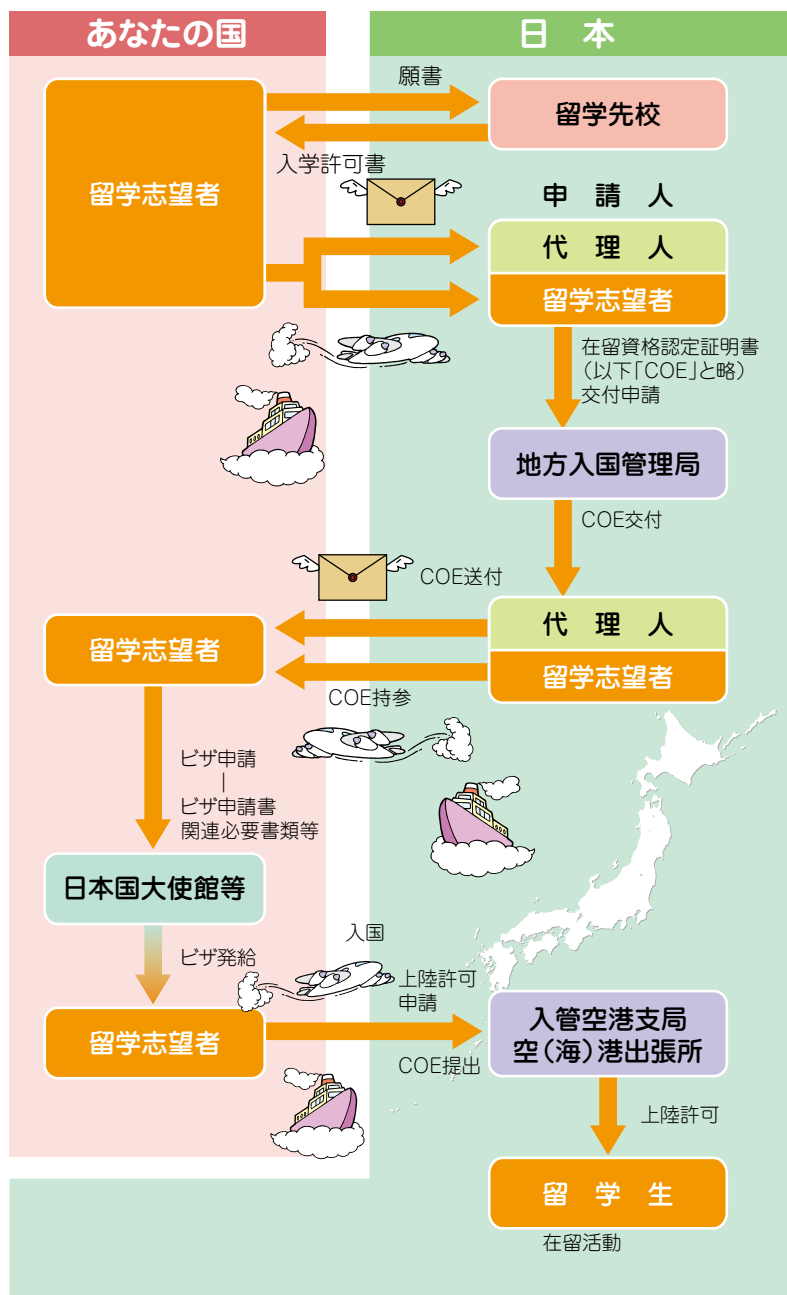 あなたの国
日 本
願書
留学先校
留学志望者
入学許可書
申 請 人
代 理 人
留学志望者
在留資格認定証明書
(以下「COE」と略)
交付申請
地方入国管理局
COE交付
COE送付
代 理 人
留学志望者
留学志望者
COE持参
ビザ申請
|
ビザ申請書
関連必要書類等
日本国大使館等
ビザ発給
入国
上陸許可
申請
留学志望者
COE提出
入管空港支局
空(海)港出張所
上陸許可
留 学 生
在留活動